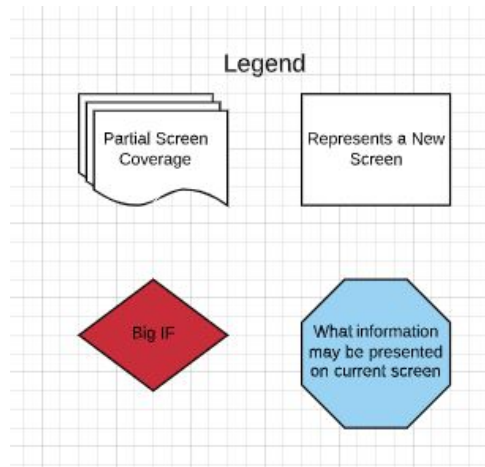 Legend
Partial Screen
Coverage
Represents a New
Screen
Big IF
What information
may be presented
on current screen